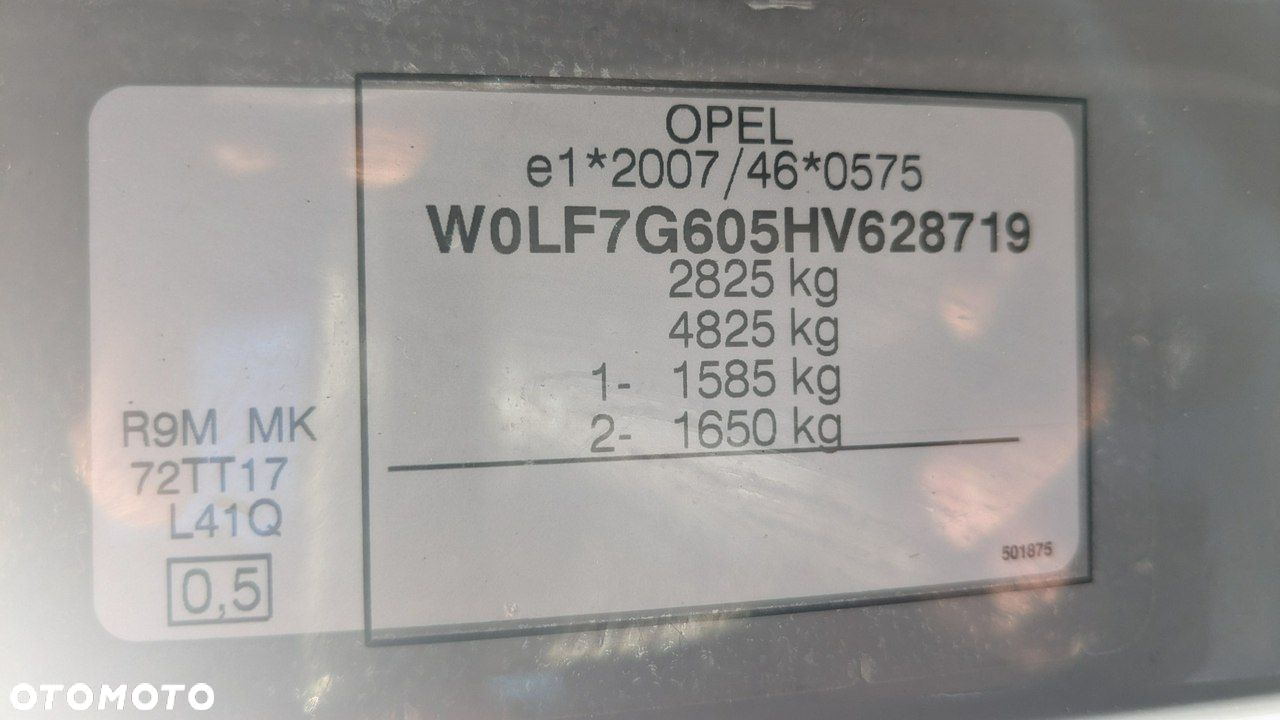 OPEL
e1*2007/46*0575
W0LF7G605HV628719
2825 kg
4825 kg
1- 1585 kg
2- 1650 kg
R9M MK
72TT17
L41Q
0,5
501875
OTOMOTO